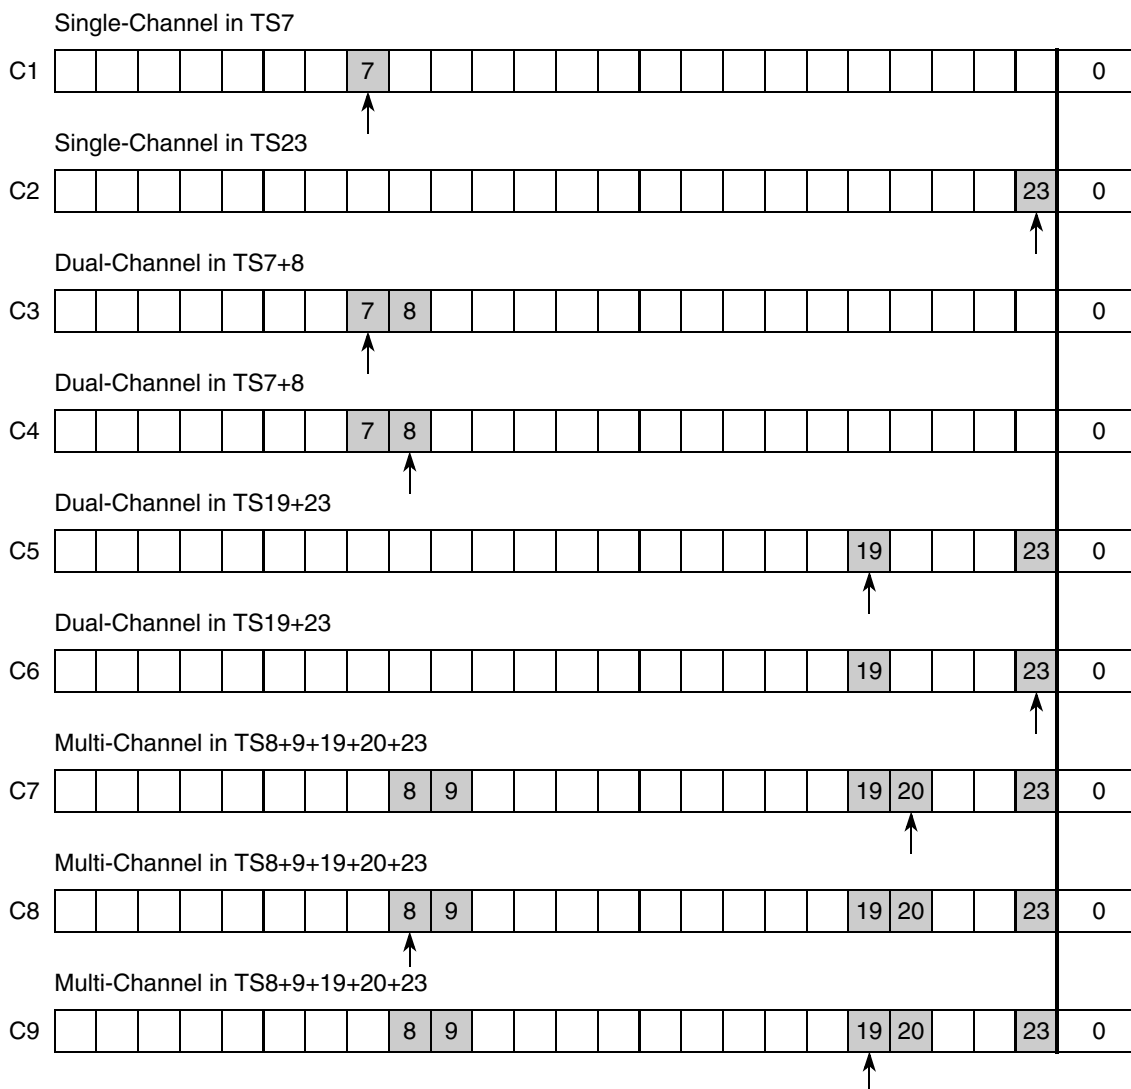 Single-Channel in TS7
C1 7 0
Single-Channel in TS23
C2 23 0
Dual-Channel in TS7+8
C3 7 8 0
Dual-Channel in TS7+8
C4 7 8 0
Dual-Channel in TS19+23
C5 19 23 0
Dual-Channel in TS19+23
C6 19 23 0
Multi-Channel in TS8+9+19+20+23
C7 8 9 19 20 23 0
Multi-Channel in TS8+9+19+20+23
C8 8 9 19 20 23 0
Multi-Channel in TS8+9+19+20+23
C9 8 9 19 20 23 0